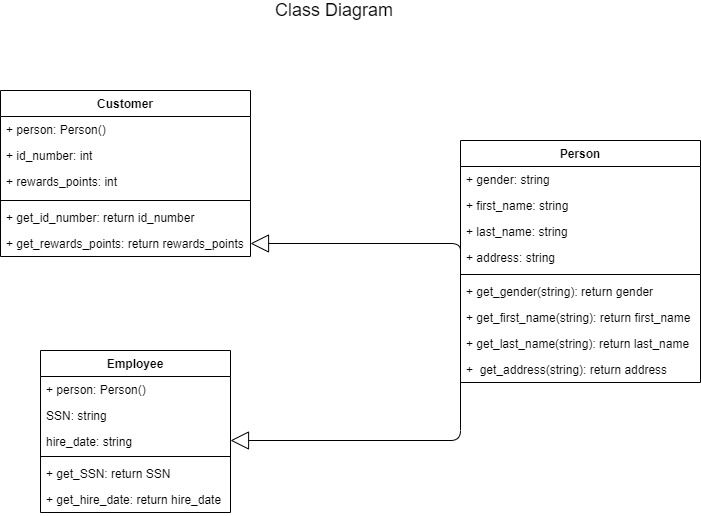 Class Diagram
Customer
+ person: Person()
+ id_number: int
+ rewards_points: int
+ get_id_number: return id_number
+ get_rewards_points: return rewards_points
Person
+ gender: string
+ first_name: string
+ last_name: string
+ address: string
+ get_gender(string): return gender
+ get_first_name(string): return first_name
+ get_last_name(string): return last_name
+ get_address(string): return address
Employee
+ person: Person()
SSN: string
hire_date: string
+ get_SSN: return SSN
+ get_hire_date: return hire_date